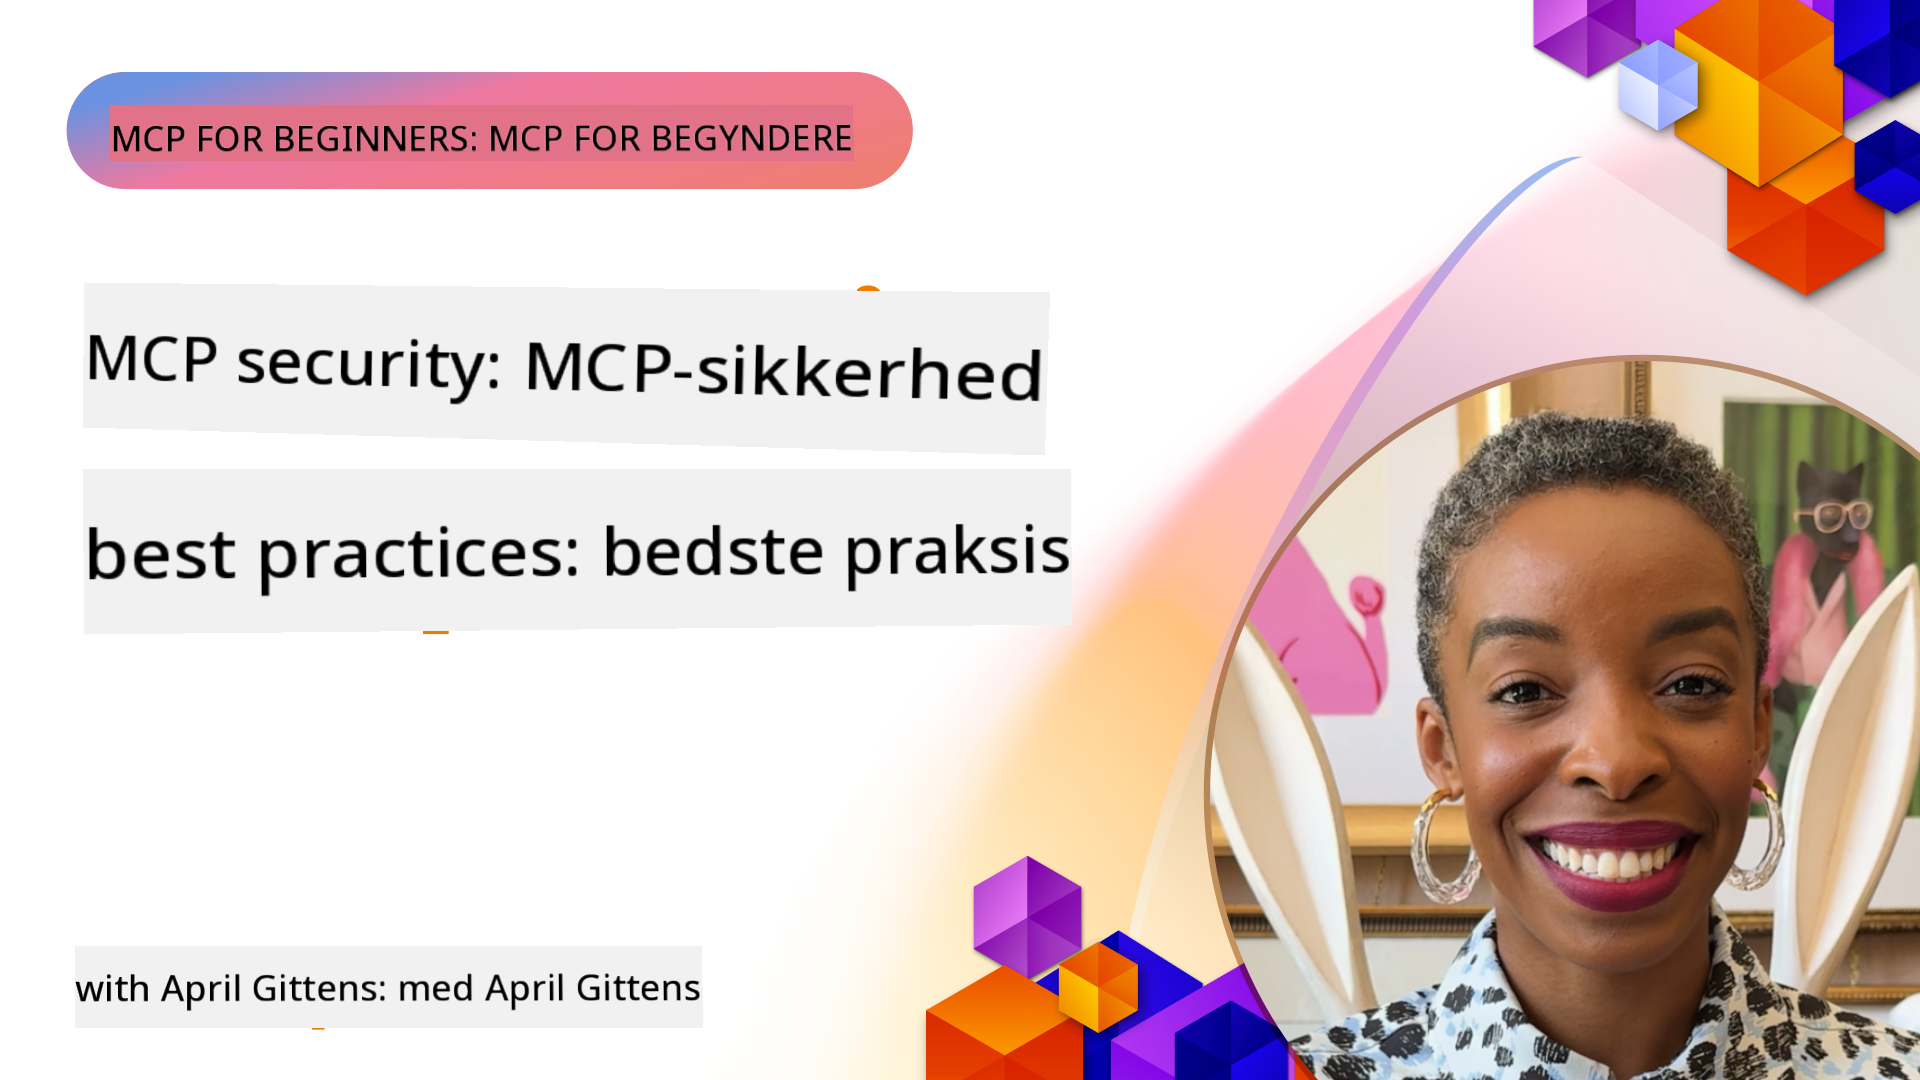 MCP FOR BEGINNERS: MCP FOR BEGYNDERE
MCP security: MCP-sikkerhed
best practices: bedste praksis
with April Gittens: med April Gittens